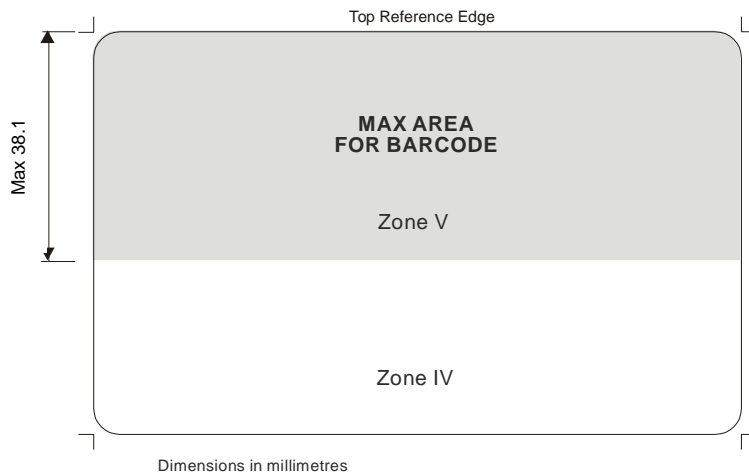 Top Reference Edge
Max 38.1
MAX AREA
FOR BARCODE
Zone V
Zone IV
Dimensions in millimetres